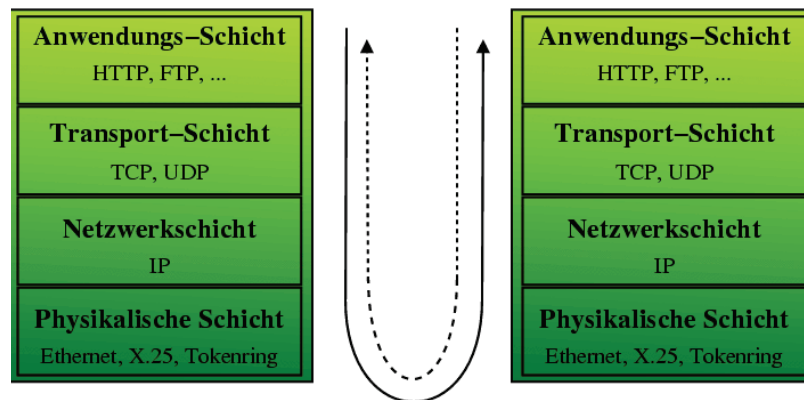 Anwendungs–Schicht
HTTP, FTP, ...
Transport–Schicht
TCP, UDP
Netzwerkschicht
IP
Physikalische Schicht
Ethernet, X.25, Tokenring
Anwendungs–Schicht
HTTP, FTP, ...
Transport–Schicht
TCP, UDP
Netzwerkschicht
IP
Physikalische Schicht
Ethernet, X.25, Tokenring